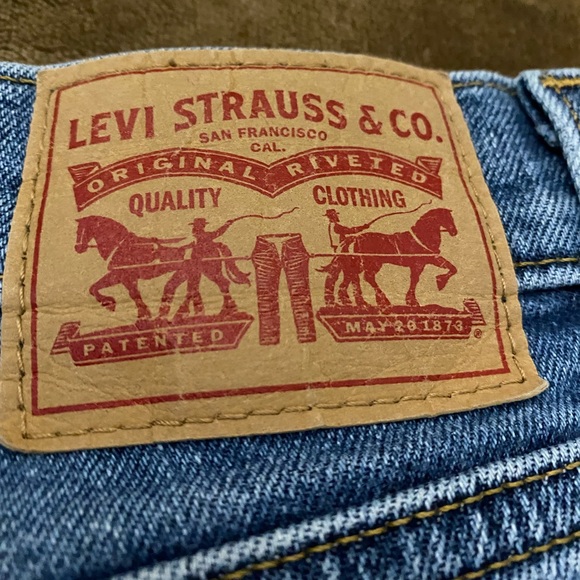 LEVI STRAUSS & CO.
SAN FRANCISCO
CAL.
ORIGINAL RIVETED
QUALITY CLOTHING
PATENTED MAY 20 1873 ®